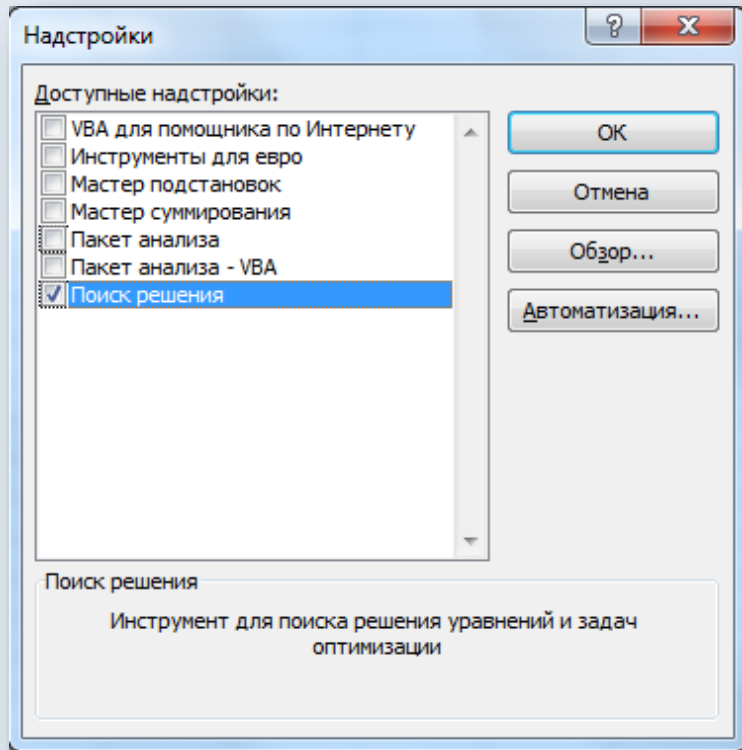 Надстройки
Доступные надстройки:
VBA для помощника по Интернету
Инструменты для евро
Мастер подстановок
Мастер суммирования
Пакет анализа
Пакет анализа - VBA
Поиск решения
ОК
Отмена
Обзор...
Автоматизация...
Поиск решения
Инструмент для поиска решения уравнений и задач
оптимизации